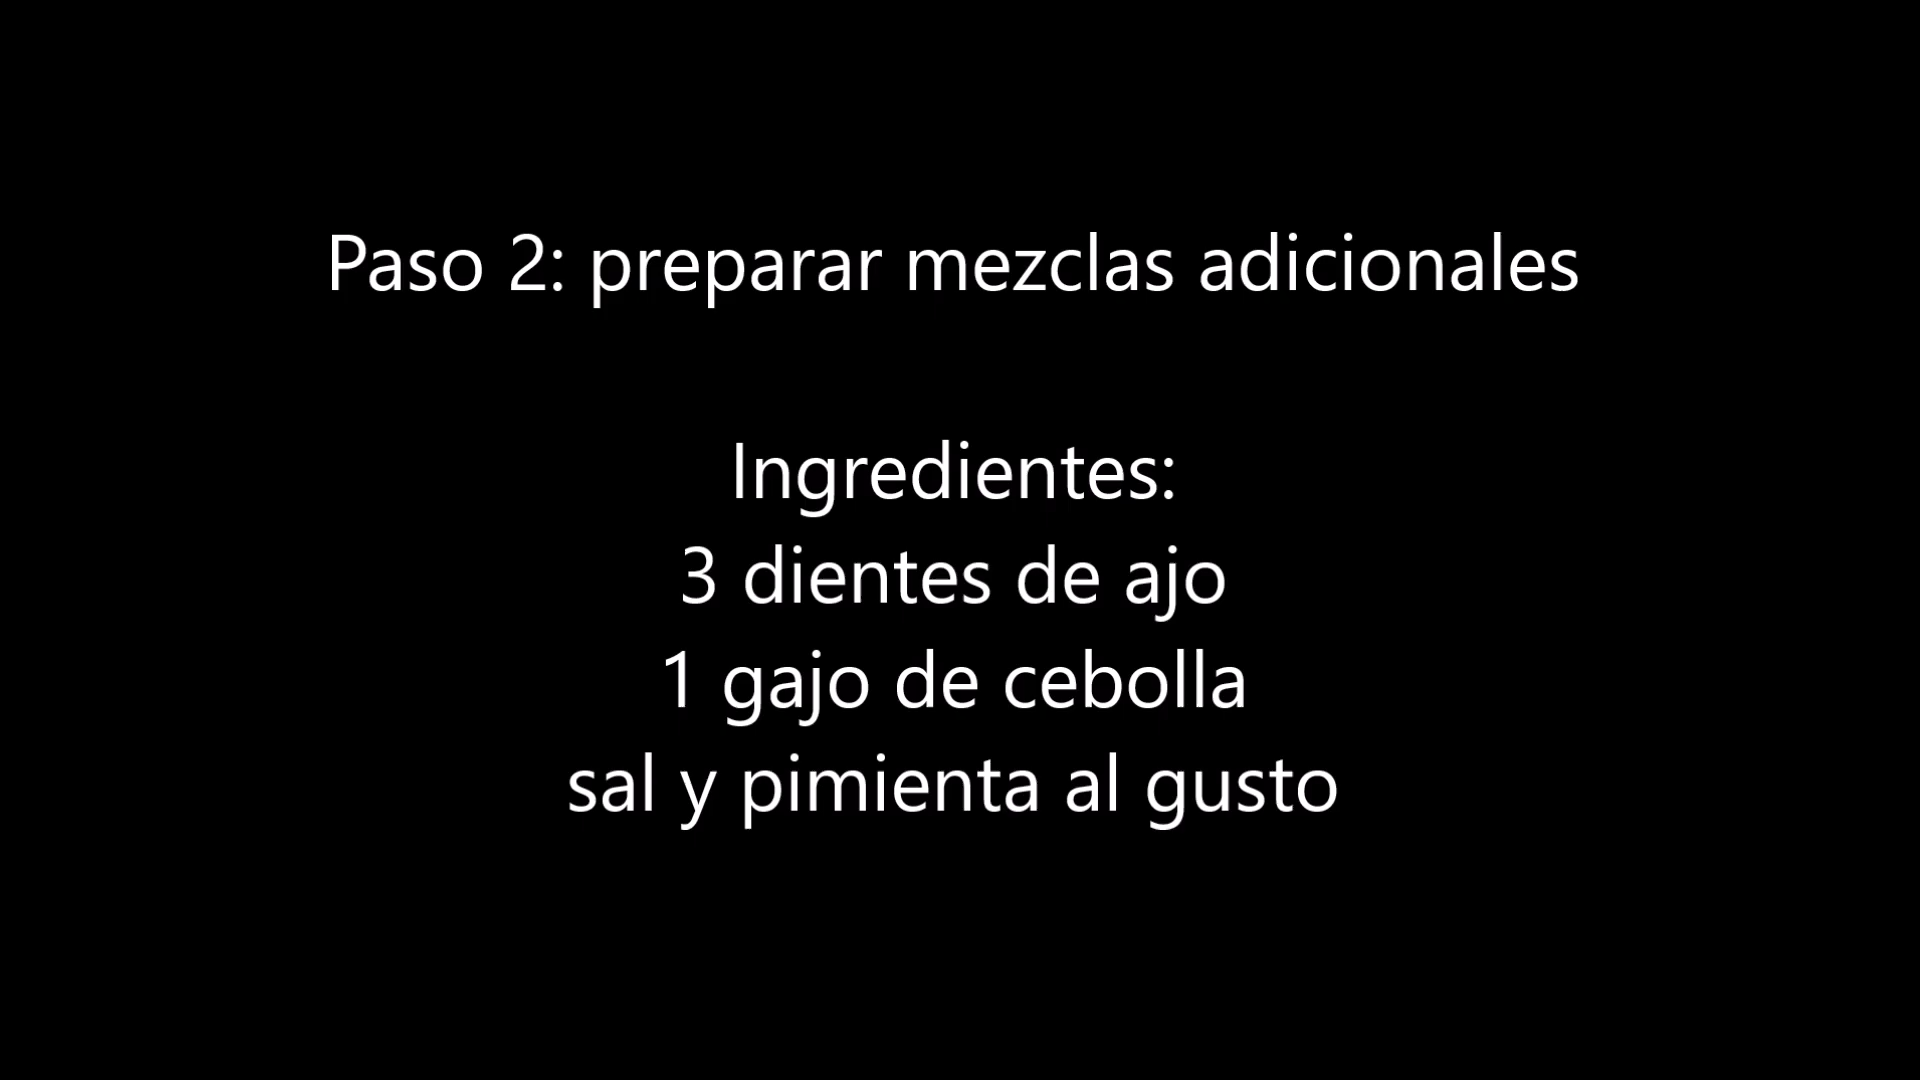 Paso 2: preparar mezclas adicionales
Ingredientes:
3 dientes de ajo
1 gajo de cebolla
sal y pimienta al gusto